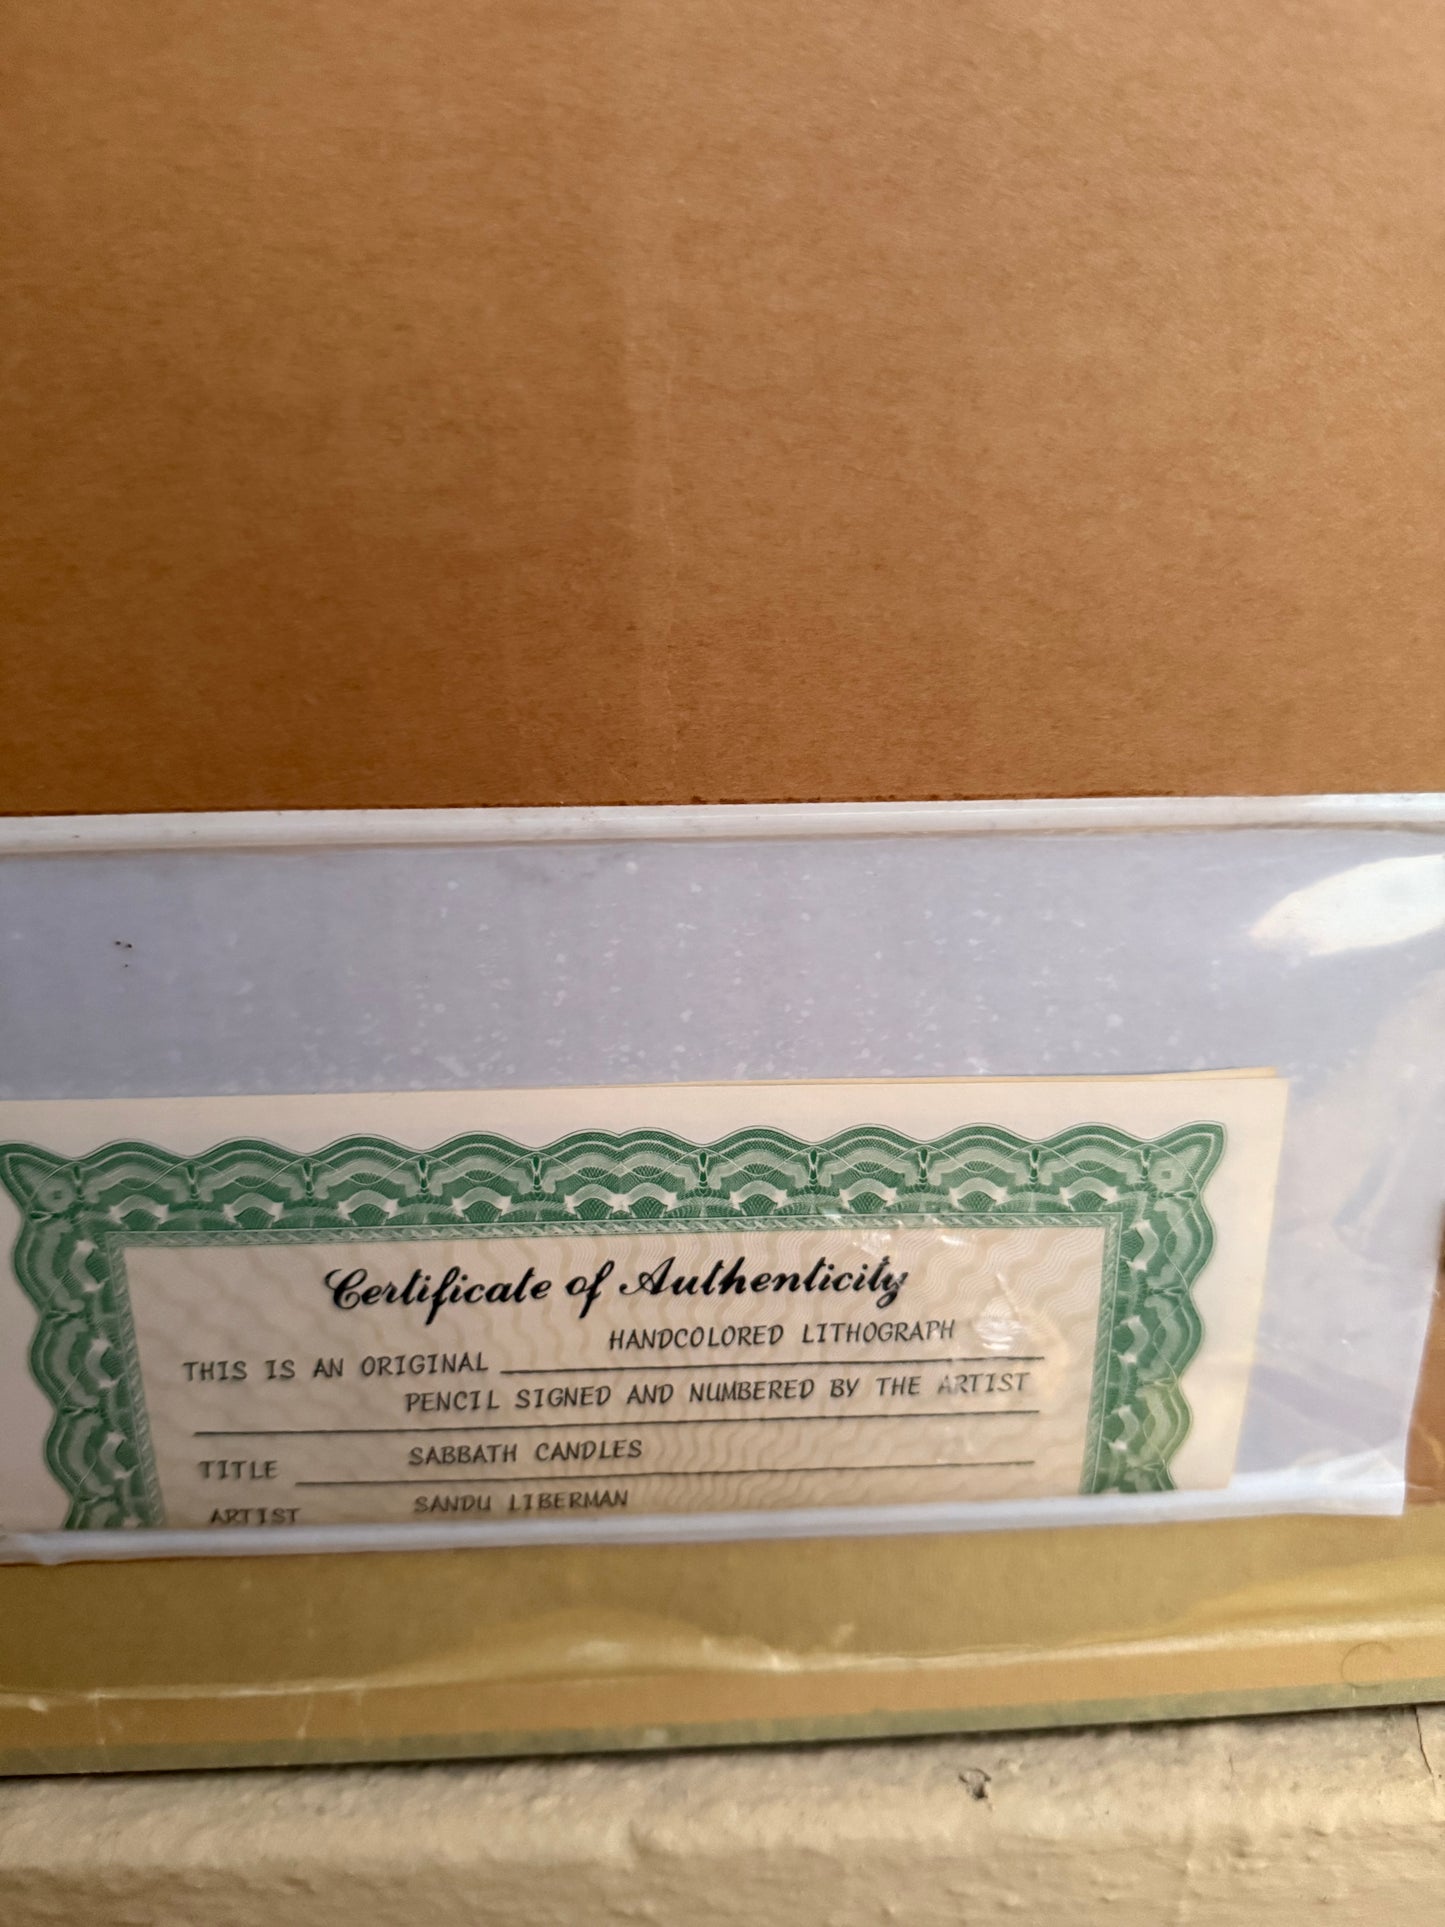 Certificate of Authenticity
HANDCOLORED LITHOGRAPH
THIS IS AN ORIGINAL
PENCIL SIGNED AND NUMBERED BY THE ARTIST
TITLE SABBATH CANDLES
ARTIST SANDU LIBERMAN